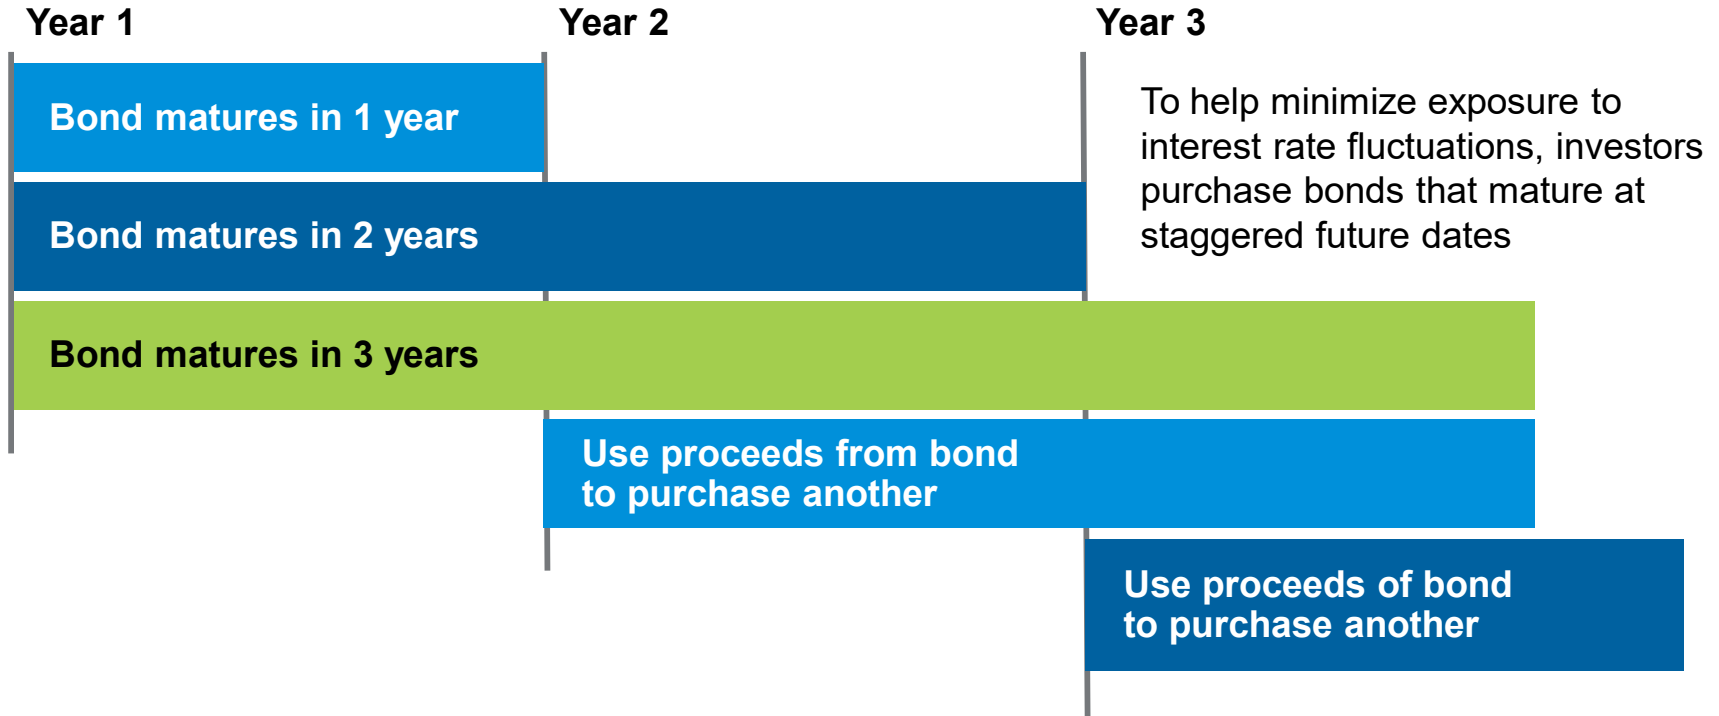 Year 1
Year 2
Year 3
Bond matures in 1 year
To help minimize exposure to
interest rate fluctuations, investors
purchase bonds that mature at
staggered future dates
Bond matures in 2 years
Bond matures in 3 years
Use proceeds from bond
to purchase another
Use proceeds of bond
to purchase another